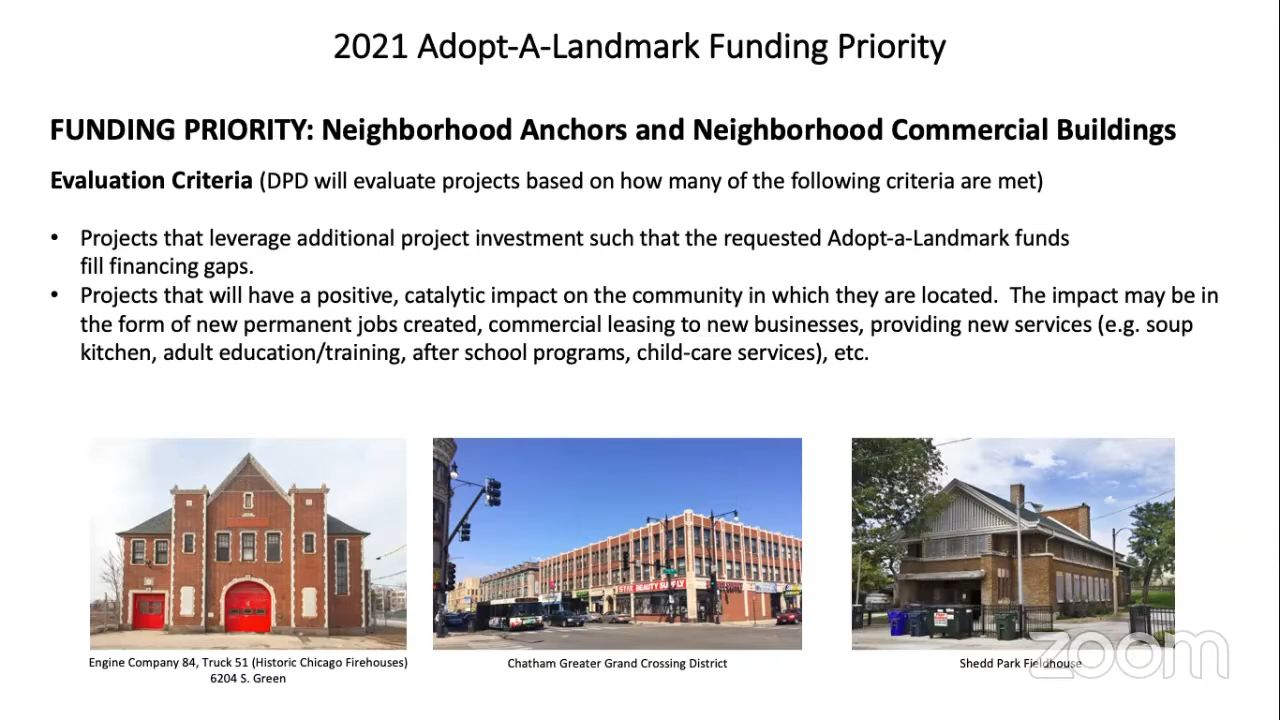 2021 Adopt-A-Landmark Funding Priority
FUNDING PRIORITY: Neighborhood Anchors and Neighborhood Commercial Buildings
Evaluation Criteria (DPD will evaluate projects based on how many of the following criteria are met)
• Projects that leverage additional project investment such that the requested Adopt-a-Landmark funds
fill financing gaps.
• Projects that will have a positive, catalytic impact on the community in which they are located.  The impact may be in
the form of new permanent jobs created, commercial leasing to new businesses, providing new services (e.g. soup
kitchen, adult education/training, after school programs, child-care services), etc.
BEAUTY SUPPLY
Engine Company 84, Truck 51 (Historic Chicago Firehouses)
6204 S. Green
Chatham Greater Grand Crossing District
Shedd Park Fieldhouse
zoom